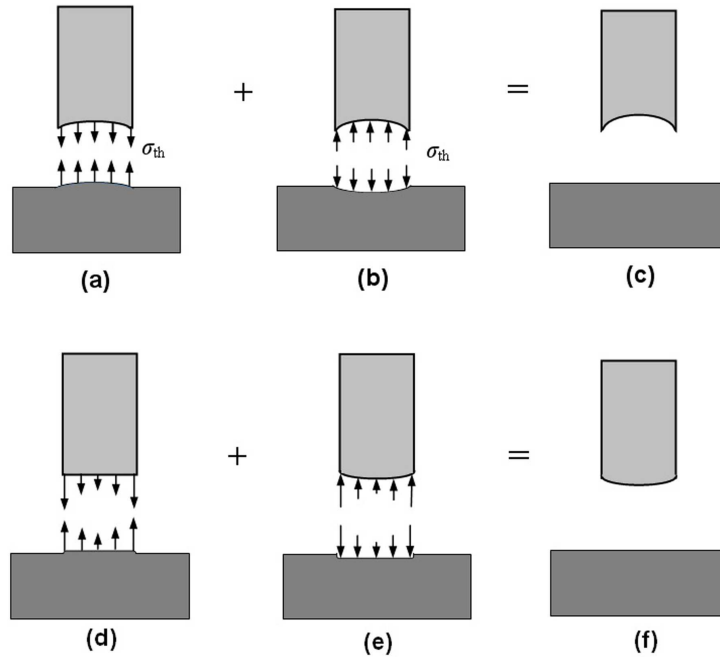 + =
σth σth
(a) (b) (c)
+ =
(d) (e) (f)